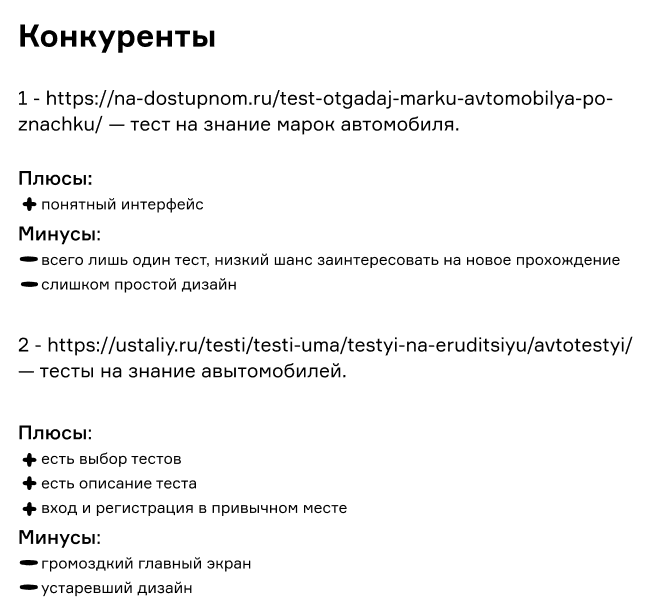 Конкуренты
1 - https://na-dostupnom.ru/test-otgadaj-marku-avtomobilya-po-
znachku/ — тест на знание марок автомобиля.
Плюсы:
+ понятный интерфейс
Минусы:
- всего лишь один тест, низкий шанс заинтересовать на новое прохождение
- слишком простой дизайн
2 - https://ustaliy.ru/testi/testi-uma/testyi-na-eruditsiyu/avtotestyi/
— тесты на знание авытомобилей.
Плюсы:
+ есть выбор тестов
+ есть описание теста
+ вход и регистрация в привычном месте
Минусы:
- громоздкий главный экран
- устаревший дизайн